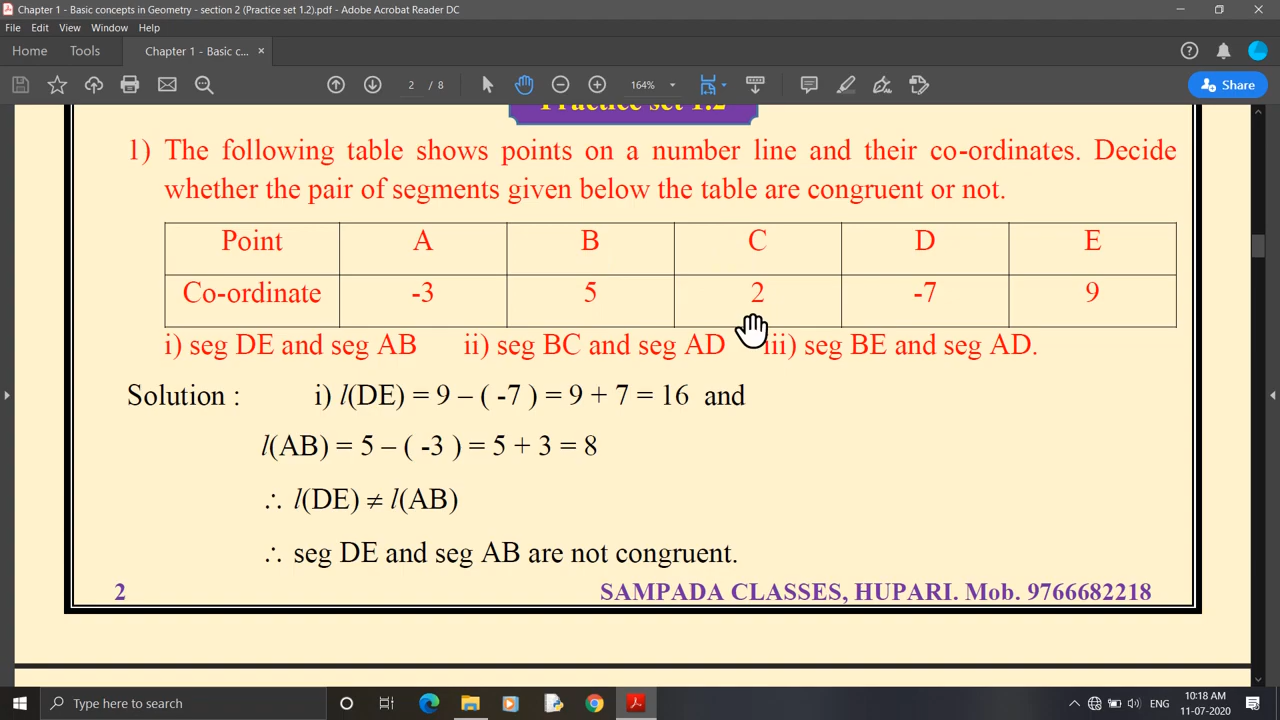 Chapter 1 - Basic concepts in Geometry - section 2 (Practice set 1.2).pdf - Adobe Acrobat Reader DC
File Edit View Window Help
Home Tools Chapter 1 - Basic c... ×
2 / 8 164% Share
Practice set 1.2
1) The following table shows points on a number line and their co-ordinates. Decide
whether the pair of segments given below the table are congruent or not.
Point A B C D E
Co-ordinate -3 5 2 -7 9
i) seg DE and seg AB ii) seg BC and seg AD iii) seg BE and seg AD.
Solution : i) l(DE) = 9 – ( -7 ) = 9 + 7 = 16 and
l(AB) = 5 – ( -3 ) = 5 + 3 = 8
∴ l(DE) ≠ l(AB)
∴ seg DE and seg AB are not congruent.
2 SAMPADA CLASSES, HUPARI. Mob. 9766682218
Type here to search ENG 10:18 AM
11-07-2020